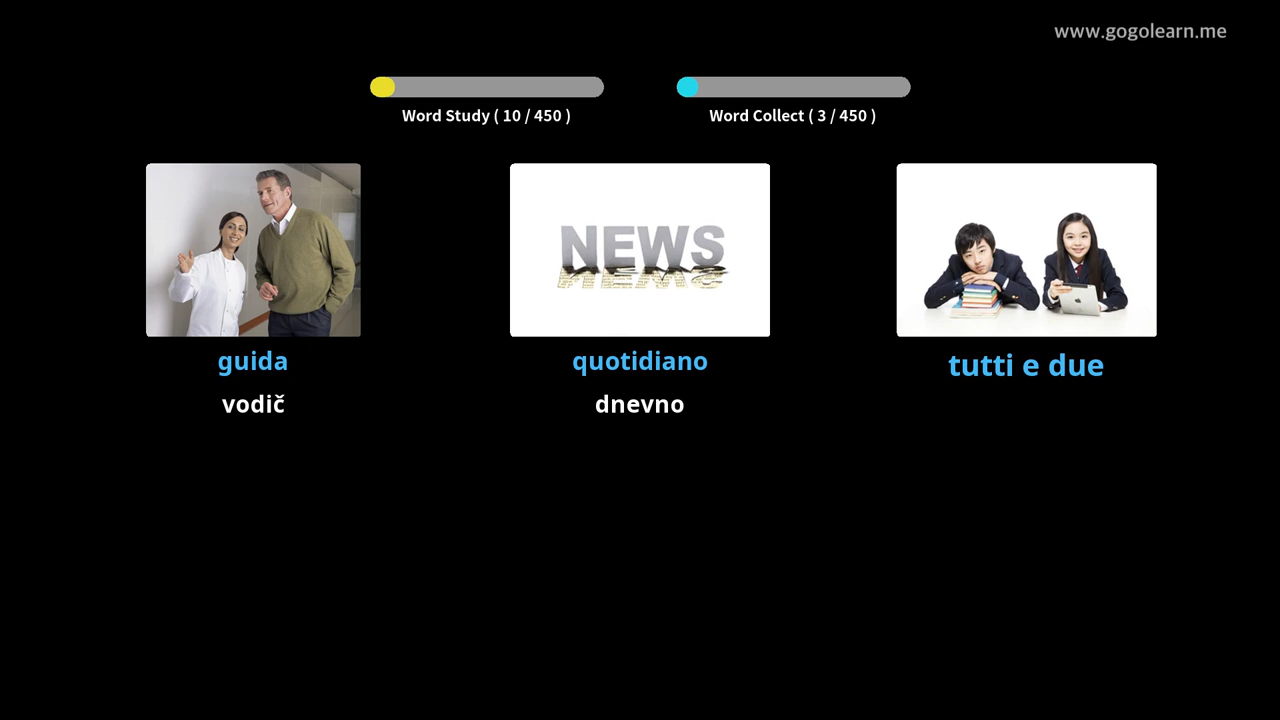 www.gogolearn.me
Word Study ( 10 / 450 )
Word Collect ( 3 / 450 )
NEWS
guida
quotidiano
tutti e due
vodič
dnevno